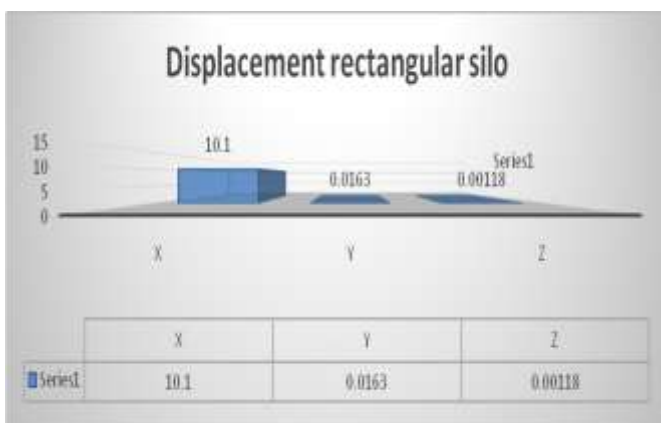 Displacement rectangular silo
15
10
5
0
10.1
0.0163
0.00118
Series1
X Y Z
X Y Z
Series1 10.1 0.0163 0.00118